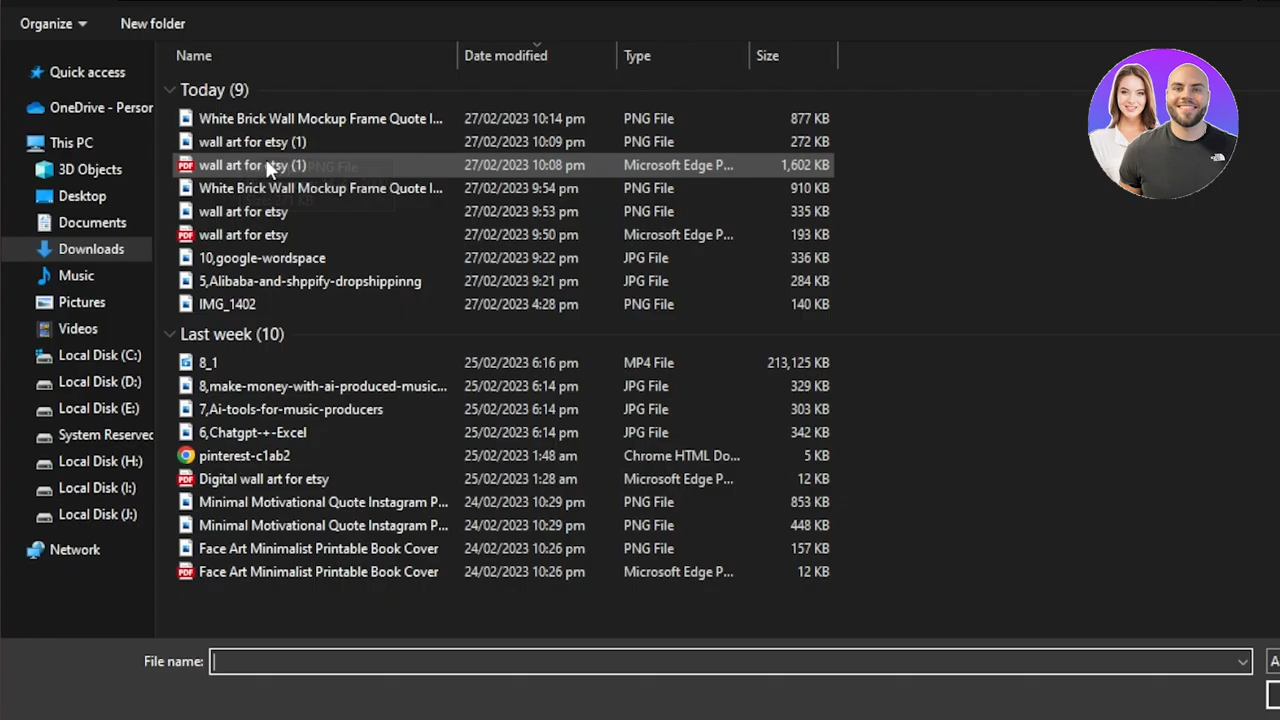 Organize New folder
Name Date modified Type Size
Quick access
OneDrive - Person
This PC
3D Objects
Desktop
Documents
Downloads
Music
Pictures
Videos
Local Disk (C:)
Local Disk (D:)
Local Disk (E:)
System Reserved
Local Disk (H:)
Local Disk (I:)
Local Disk (J:)
Network
Today (9)
White Brick Wall Mockup Frame Quote I... 27/02/2023 10:14 pm PNG File 877 KB
wall art for etsy (1) 27/02/2023 10:09 pm PNG File 272 KB
wall art for etsy (1) 27/02/2023 10:08 pm Microsoft Edge P... 1,602 KB
White Brick Wall Mockup Frame Quote I... 27/02/2023 9:54 pm PNG File 910 KB
wall art for etsy 27/02/2023 9:53 pm PNG File 335 KB
wall art for etsy 27/02/2023 9:50 pm Microsoft Edge P... 193 KB
10,google-wordspace 27/02/2023 9:22 pm JPG File 336 KB
5,Alibaba-and-shppify-dropshippinng 27/02/2023 9:21 pm JPG File 284 KB
IMG_1402 27/02/2023 4:28 pm PNG File 140 KB
Last week (10)
8_1 25/02/2023 6:16 pm MP4 File 213,125 KB
8,make-money-with-ai-produced-music... 25/02/2023 6:14 pm JPG File 329 KB
7,Ai-tools-for-music-producers 25/02/2023 6:14 pm JPG File 303 KB
6,Chatgpt-+-Excel 25/02/2023 6:14 pm JPG File 342 KB
pinterest-c1ab2 25/02/2023 1:48 am Chrome HTML Do... 5 KB
Digital wall art for etsy 25/02/2023 1:28 am Microsoft Edge P... 12 KB
Minimal Motivational Quote Instagram P... 24/02/2023 10:29 pm PNG File 853 KB
Minimal Motivational Quote Instagram P... 24/02/2023 10:29 pm PNG File 448 KB
Face Art Minimalist Printable Book Cover 24/02/2023 10:26 pm PNG File 157 KB
Face Art Minimalist Printable Book Cover 24/02/2023 10:26 pm Microsoft Edge P... 12 KB
File name: